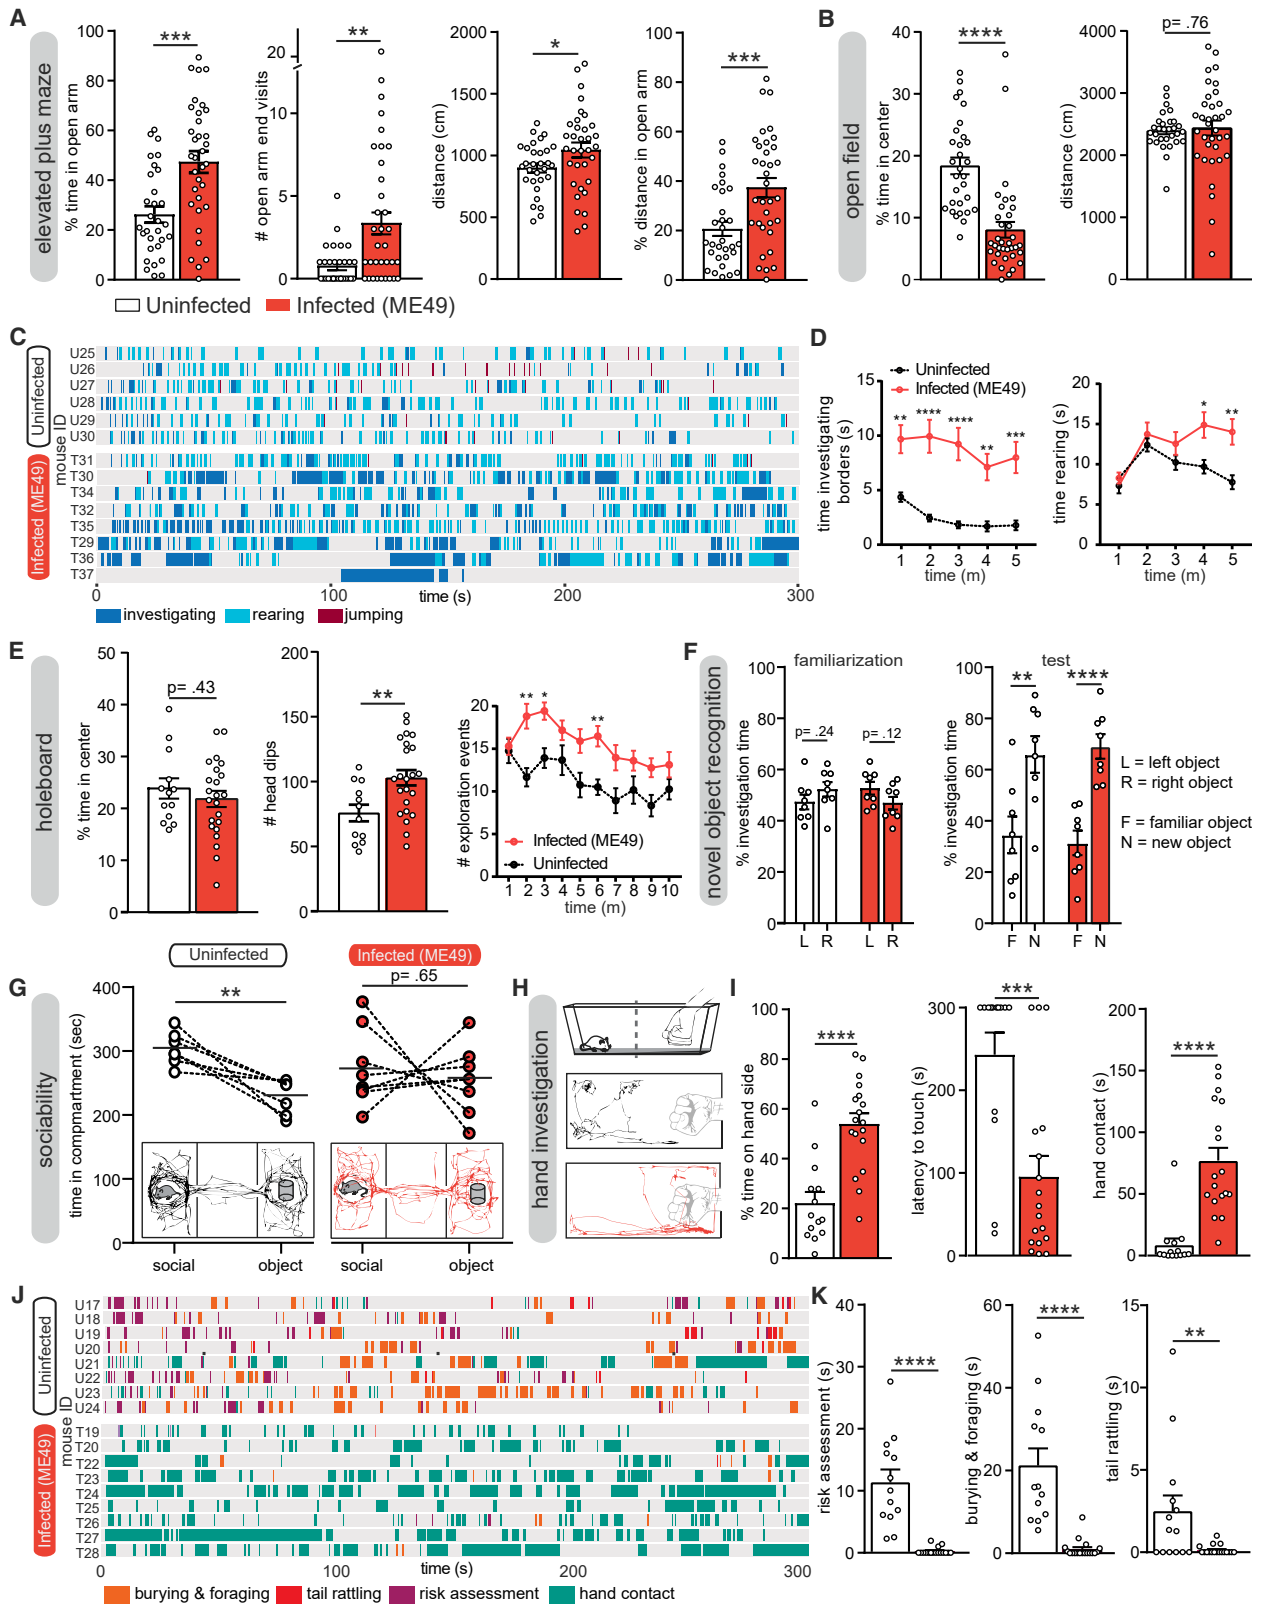 A
elevated plus maze
% time in open arm
100
80
60
40
20
0
***
# open arm end visits
20
10
5
0
**
distance (cm)
2000
1500
1000
500
0
*
% distance in open arm
100
80
60
40
20
0
***
Uninfected
Infected (ME49)
B
open field
% time in center
40
30
20
10
0
****
distance (cm)
4000
3000
2000
1000
0
p= .76
C
Uninfected
Infected (ME49)
mouse ID
U25
U26
U27
U28
U29
U30
T31
T30
T34
T32
T35
T29
T36
T37
0
100
200
300
time (s)
investigating
rearing
jumping
D
Uninfected
Infected (ME49)
time investigating
borders (s)
15
10
5
0
** **** **** ** ***
1 2 3 4 5
time (m)
time rearing (s)
20
15
10
5
0
* **
1 2 3 4 5
time (m)
E
holeboard
% time in center
50
40
30
20
10
0
p= .43
# head dips
200
150
100
50
0
**
# exploration events
20
15
10
5
0
** * **
Infected (ME49)
Uninfected
1 2 3 4 5 6 7 8 9 10
time (m)
F
novel object recognition
familiarization
% investigation time
100
80
60
40
20
0
p= .24
p= .12
L R L R
test
% investigation time
100
80
60
40
20
0
**
****
F N F N
L = left object
R = right object
F = familiar object
N = new object
G
sociability
Uninfected
Infected (ME49)
time in compmartment (sec)
400
300
200
100
0
**
p= .65
social object social object
H
hand investigation
I
% time on hand side
100
80
60
40
20
0
****
latency to touch (s)
300
200
100
0
***
hand contact (s)
200
150
100
50
0
****
J
Uninfected
Infected (ME49)
mouse ID
U17
U18
U19
U20
U21
U22
U23
U24
T19
T20
T22
T23
T24
T25
T26
T27
T28
0
100
200
300
time (s)
burying & foraging
tail rattling
risk assessment
hand contact
K
risk assessment (s)
40
30
20
10
0
****
burying & foraging (s)
60
40
20
0
****
tail rattling (s)
15
10
5
0
**